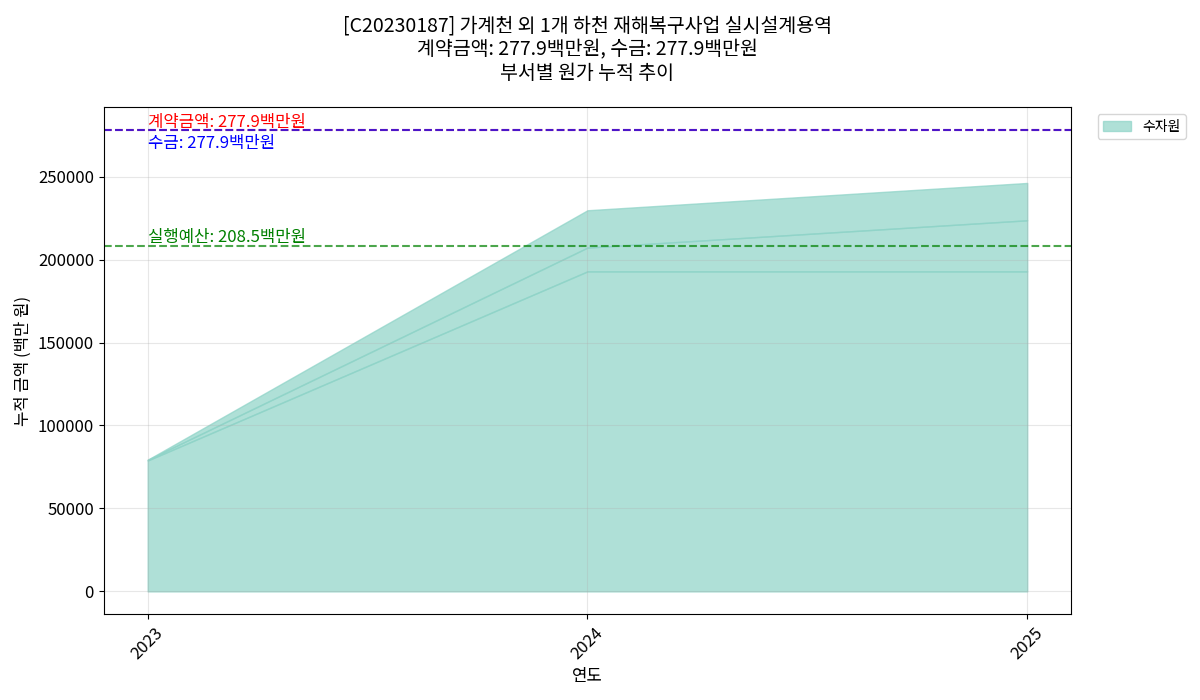 [C20230187] 가계천 외 1개 하천 재해복구사업 실시설계용역
계약금액: 277.9백만원, 수금: 277.9백만원
부서별 원가 누적 추이
계약금액: 277.9백만원
수금: 277.9백만원
실행예산: 208.5백만원
수자원
누적 금액 (백만 원)
250000
200000
150000
100000
50000
0
2023
2024
2025
연도